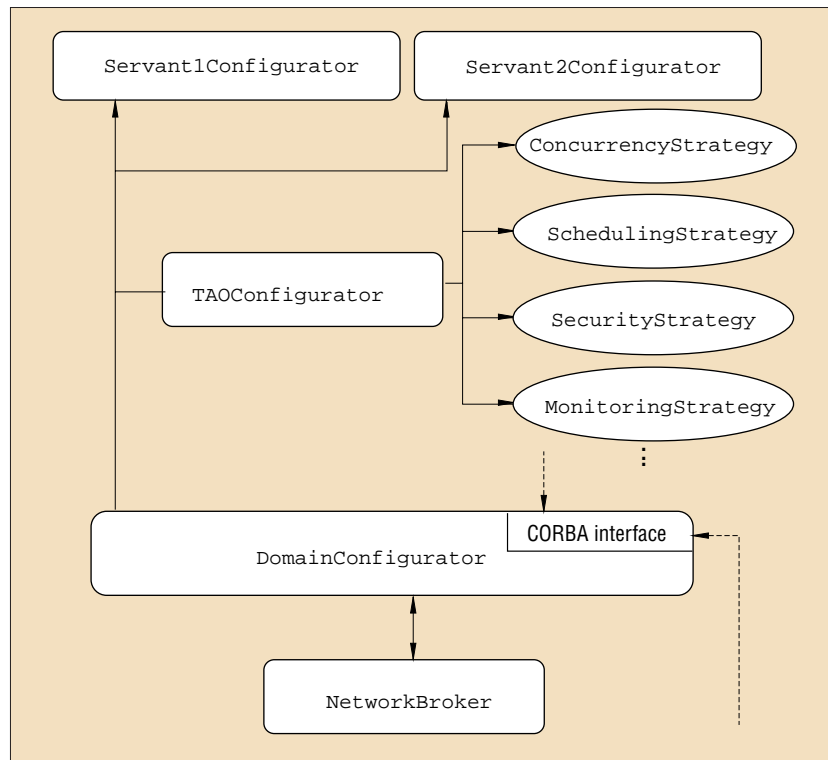 Servant1Configurator
Servant2Configurator
ConcurrencyStrategy
SchedulingStrategy
TAOConfigurator
SecurityStrategy
MonitoringStrategy
CORBA interface
DomainConfigurator
NetworkBroker